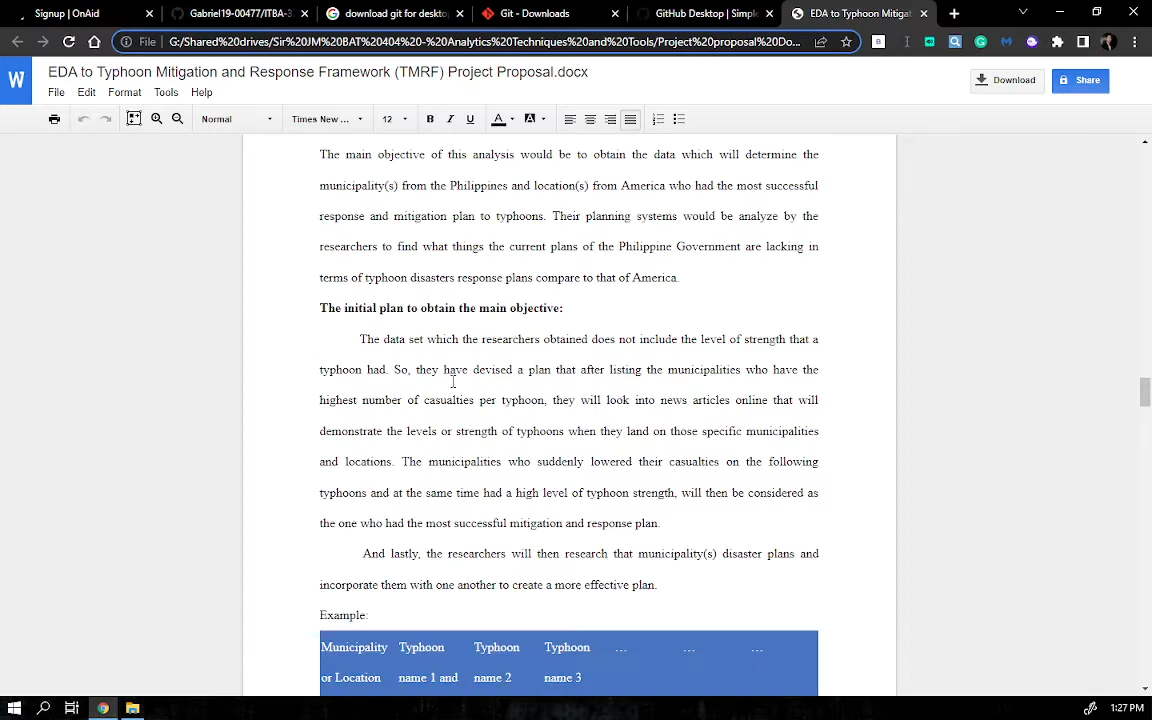 Signup | OnAid
Gabriel19-00477/ITBA-3
download git for deskto
Git - Downloads
GitHub Desktop | Simple
EDA to Typhoon Mitigat
File
G:/Shared%20drives/Sir%20JM%20BAT%20404%20-%20Analytics%20Techniques%20and%20Tools/Project%20proposal%20Do...
W
EDA to Typhoon Mitigation and Response Framework (TMRF) Project Proposal.docx
File Edit Format Tools Help
Download
Share
Normal
Times New ...
12
B I U A A
The main objective of this analysis would be to obtain the data which will determine the
municipality(s) from the Philippines and location(s) from America who had the most successful
response and mitigation plan to typhoons. Their planning systems would be analyze by the
researchers to find what things the current plans of the Philippine Government are lacking in
terms of typhoon disasters response plans compare to that of America.
The initial plan to obtain the main objective:
The data set which the researchers obtained does not include the level of strength that a
typhoon had. So, they have devised a plan that after listing the municipalities who have the
highest number of casualties per typhoon, they will look into news articles online that will
demonstrate the levels or strength of typhoons when they land on those specific municipalities
and locations. The municipalities who suddenly lowered their casualties on the following
typhoons and at the same time had a high level of typhoon strength, will then be considered as
the one who had the most successful mitigation and response plan.
And lastly, the researchers will then research that municipality(s) disaster plans and
incorporate them with one another to create a more effective plan.
Example:
Municipality Typhoon Typhoon Typhoon ... ... ...
or Location name 1 and name 2 name 3
1:27 PM